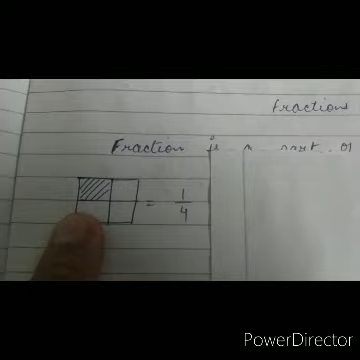 Fractions
Fraction is a part of
= 1/4
PowerDirector